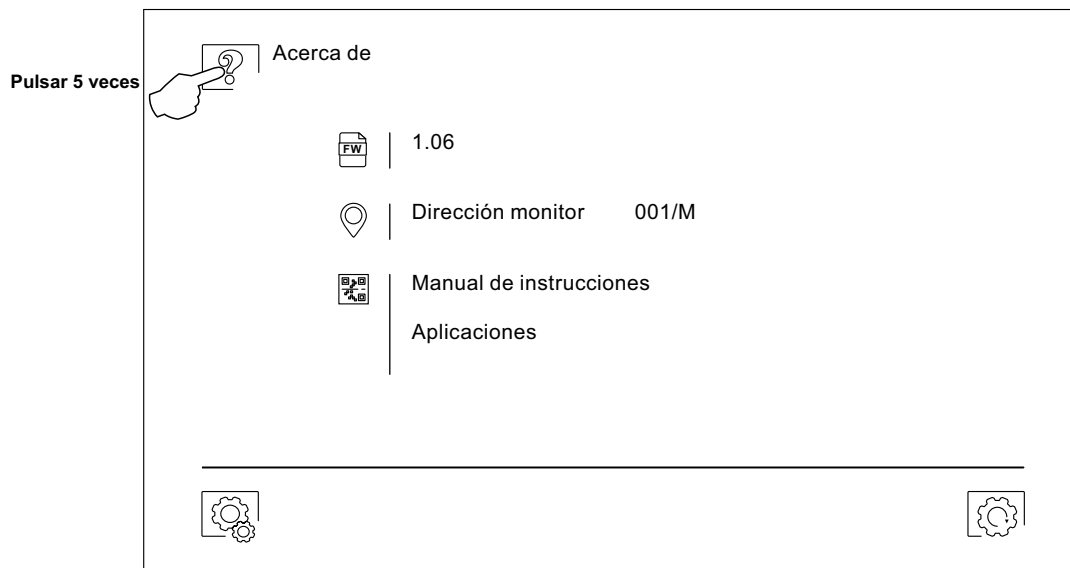 Acerca de
Pulsar 5 veces
FW
1.06
Dirección monitor 001/M
Manual de instrucciones
Aplicaciones